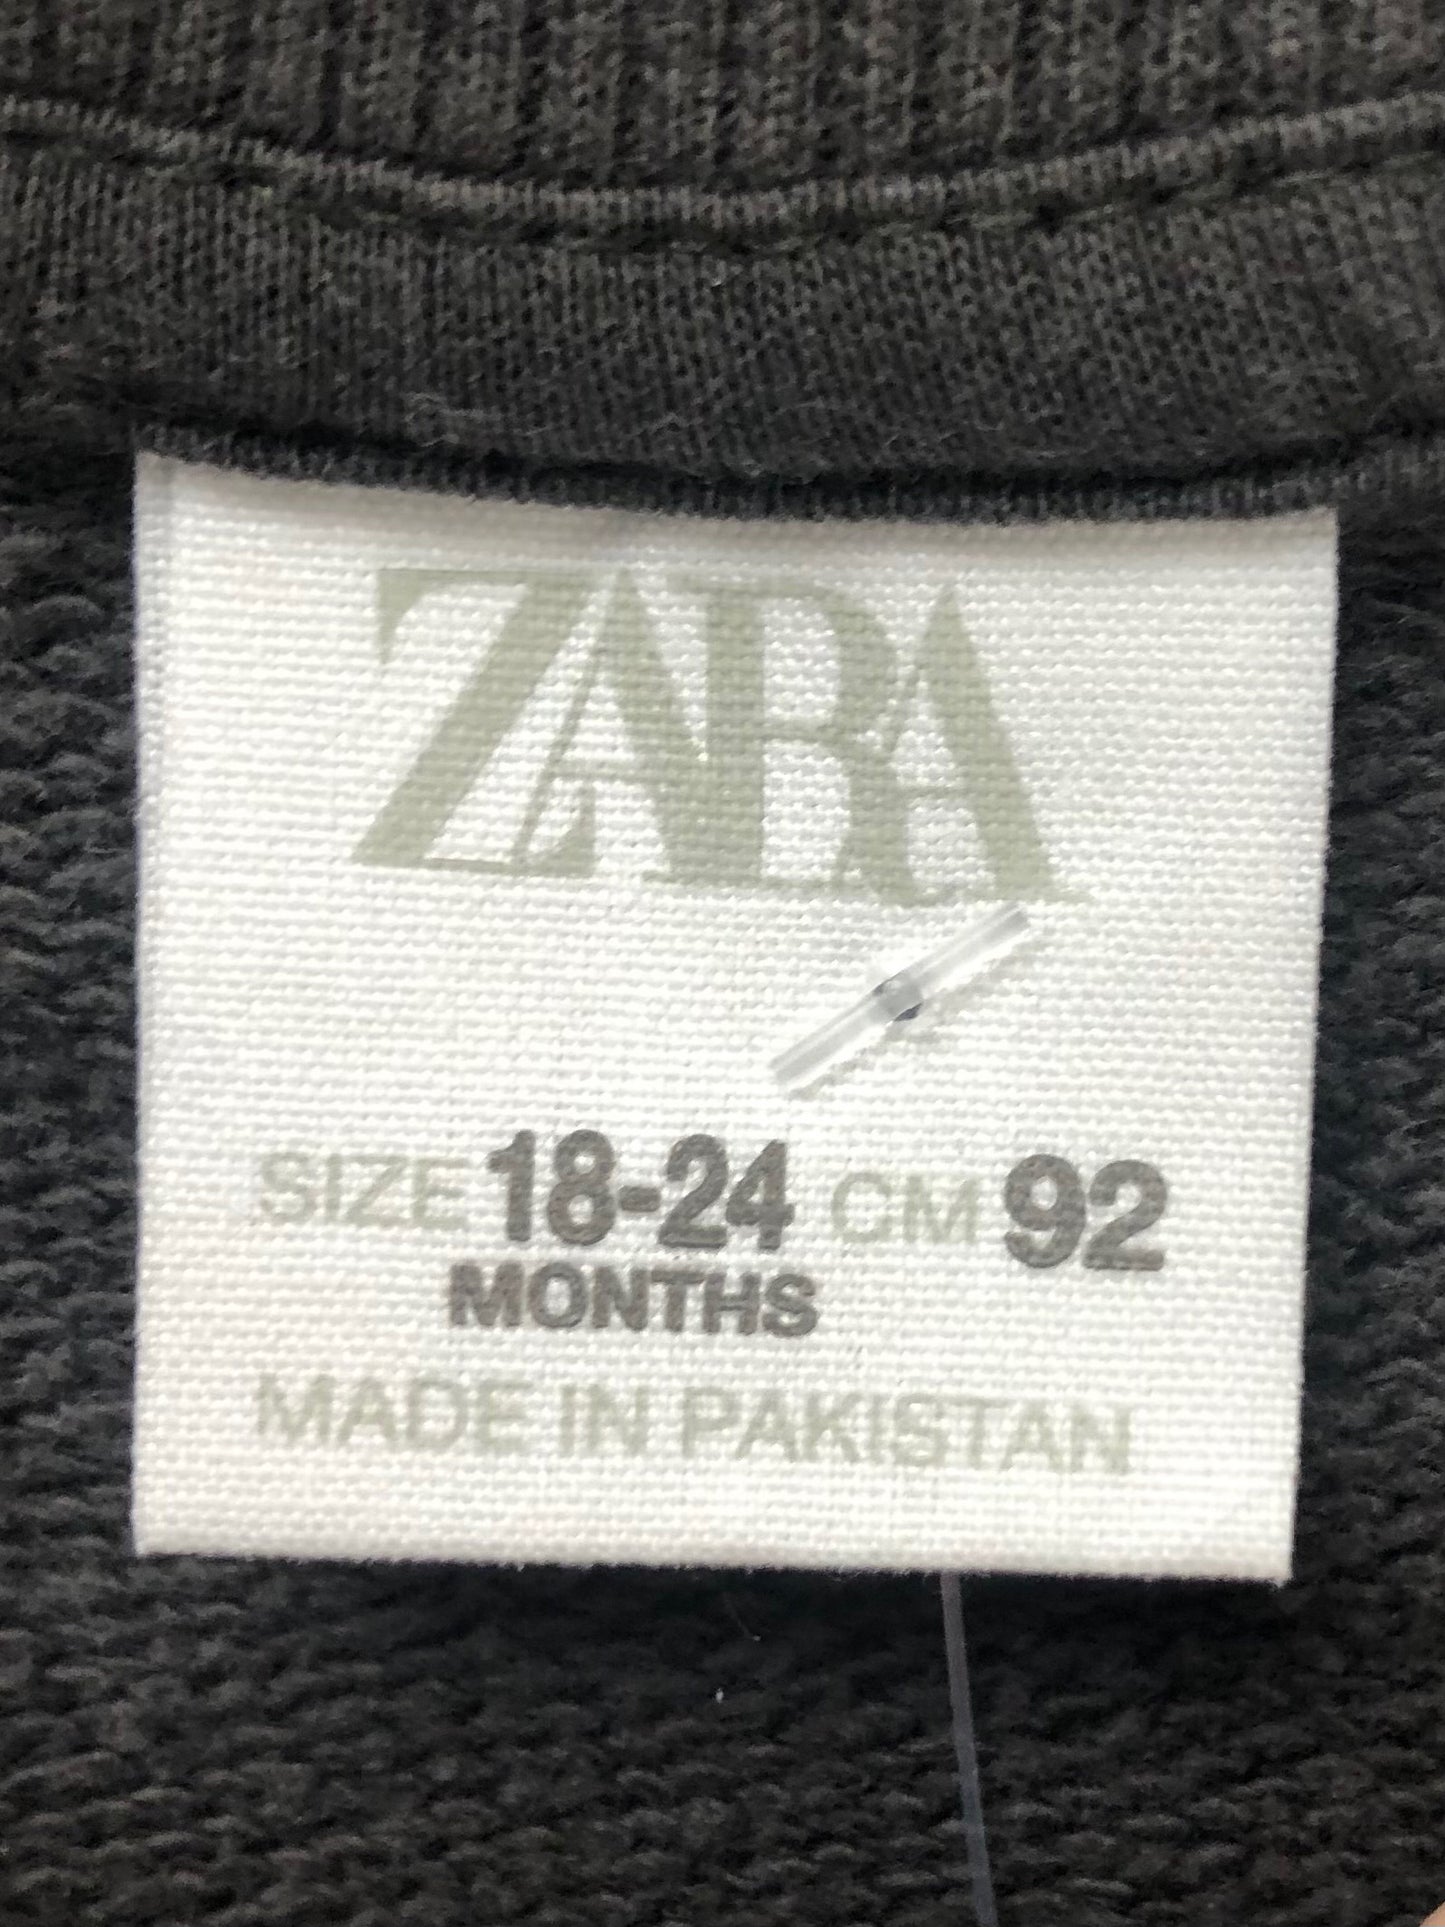 ZARA
SIZE 18-24 CM 92
MONTHS
MADE IN PAKISTAN